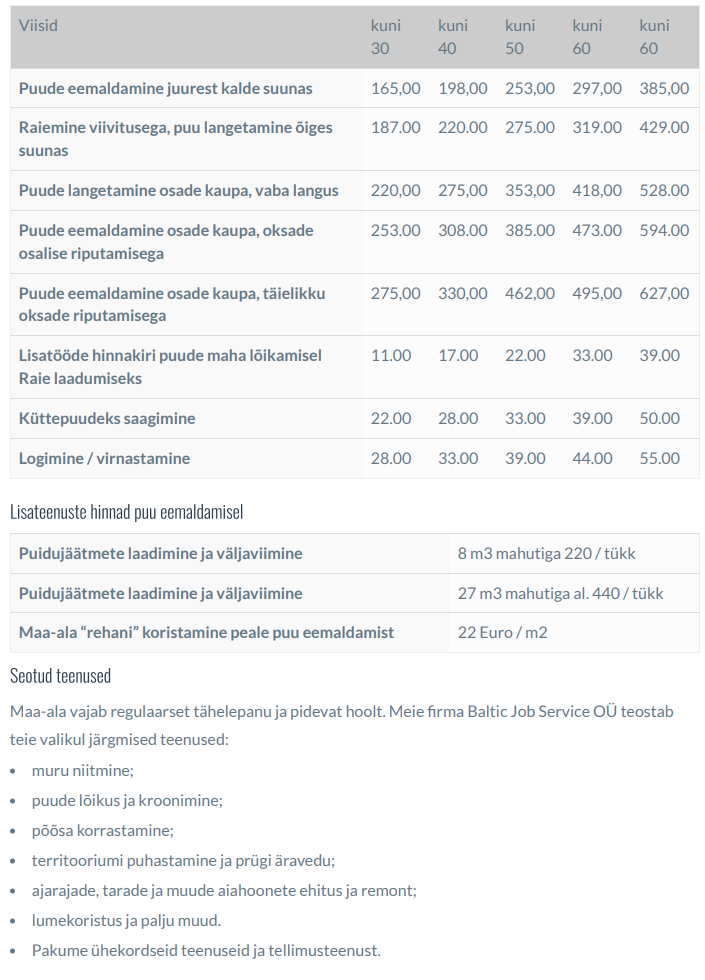 Viisid kuni 30 kuni 40 kuni 50 kuni 60 kuni 60
Puude eemaldamine juurest kalde suunas 165,00 198,00 253,00 297,00 385,00
Raiemine viivitusega, puu langetamine õiges
suunas 187.00 220.00 275.00 319.00 429.00
Puude langetamine osade kaupa, vaba langus 220,00 275,00 353,00 418,00 528.00
Puude eemaldamine osade kaupa, oksade
osalise riputamisega 253.00 308.00 385.00 473.00 594.00
Puude eemaldamine osade kaupa, täielikku
oksade riputamisega 275,00 330,00 462,00 495,00 627,00
Lisatööde hinnakiri puude maha lõikamisel
Raie laadumiseks 11.00 17.00 22.00 33.00 39.00
Küttepuudeks saagimine 22.00 28.00 33.00 39.00 50.00
Logimine / virnastamine 28.00 33.00 39.00 44.00 55.00
Lisateenuste hinnad puu eemaldamisel
Puidujäätmete laadimine ja väljaviimine 8 m3 mahutiga 220 / tükk
Puidujäätmete laadimine ja väljaviimine 27 m3 mahutiga al. 440 / tükk
Maa-ala “rehani” koristamine peale puu eemaldamist 22 Euro / m2
Seotud teenused
Maa-ala vajab regulaarset tähelepanu ja pidevat hoolt. Meie firma Baltic Job Service OÜ teostab
teie valikul järgmised teenused:
• muru niitmine;
• puude lõikus ja kroonimine;
• põõsa korrastamine;
• territooriumi puhastamine ja prügi äravedu;
• ajarajade, tarade ja muude aiahoonete ehitus ja remont;
• lumekoristus ja palju muud.
• Pakume ühekordseid teenuseid ja tellimusteenust.